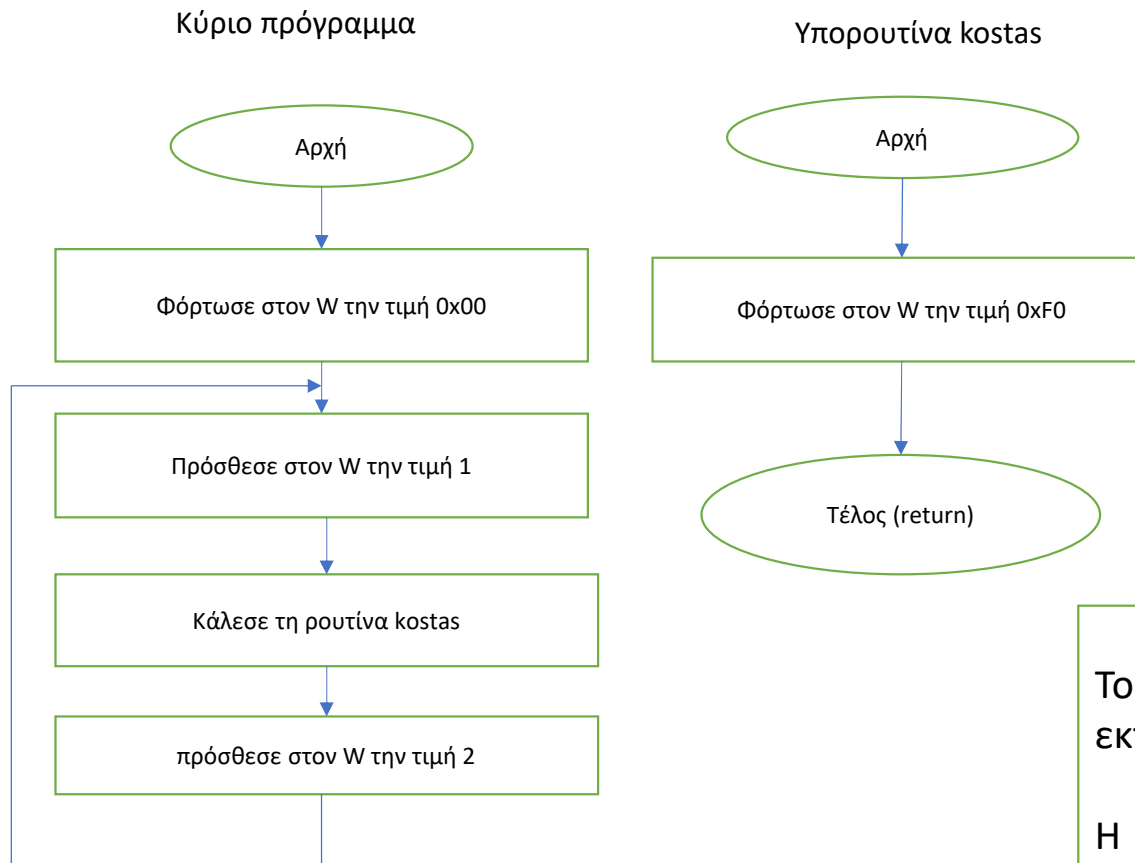 Κύριο πρόγραμμα
Αρχή
Φόρτωσε στον W την τιμή 0x00
Πρόσθεσε στον W την τιμή 1
Κάλεσε τη ρουτίνα kostas
πρόσθεσε στον W την τιμή 2
Υπορουτίνα kostas
Αρχή
Φόρτωσε στον W την τιμή 0xF0
Τέλος (return)
Το
Η